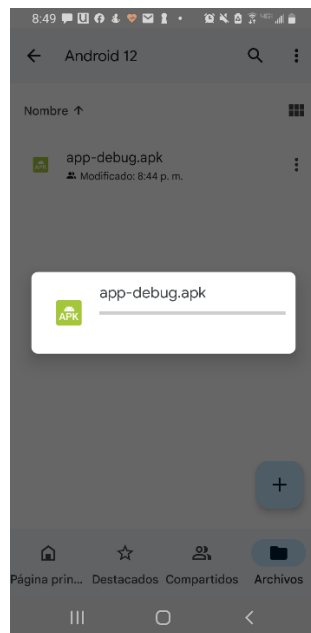 8:49
Android 12
Nombre ↑
app-debug.apk
Modificado: 8:44 p. m.
app-debug.apk
APK
Página prin... Destacados Compartidos Archivos